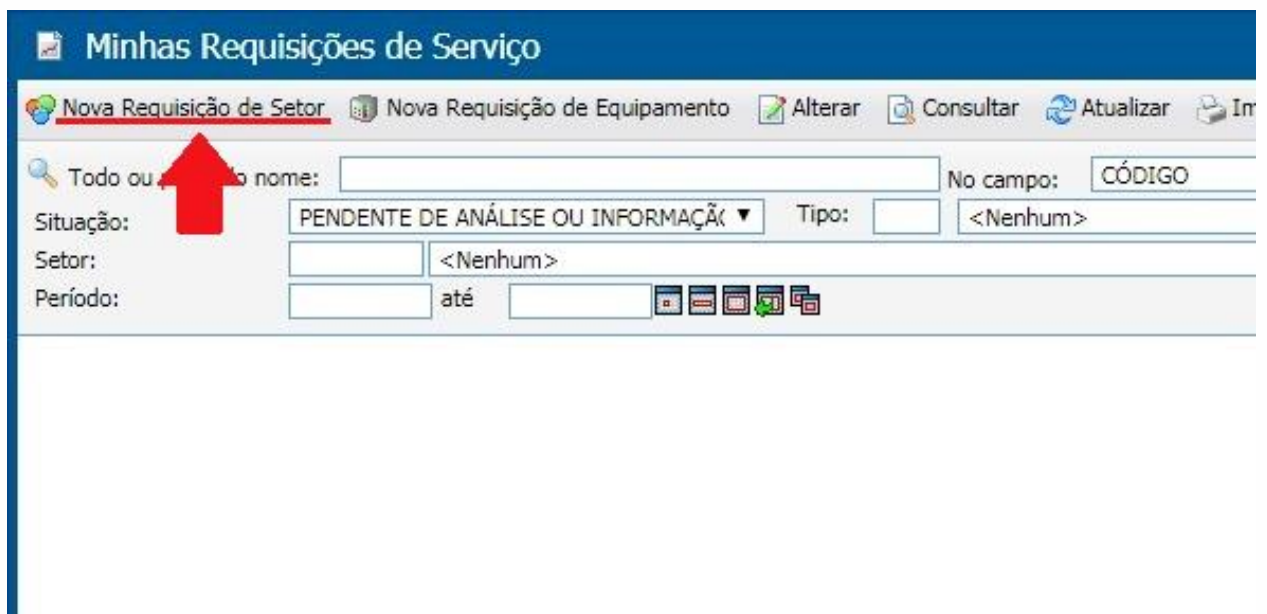 Minhas Requisições de Serviço
Nova Requisição de Setor Nova Requisição de Equipamento Alterar Consultar Atualizar Im
Todo ou nome: No campo: CÓDIGO
Situação: PENDENTE DE ANÁLISE OU INFORMAÇÃ Tipo: <Nenhum>
Setor: <Nenhum>
Período: até